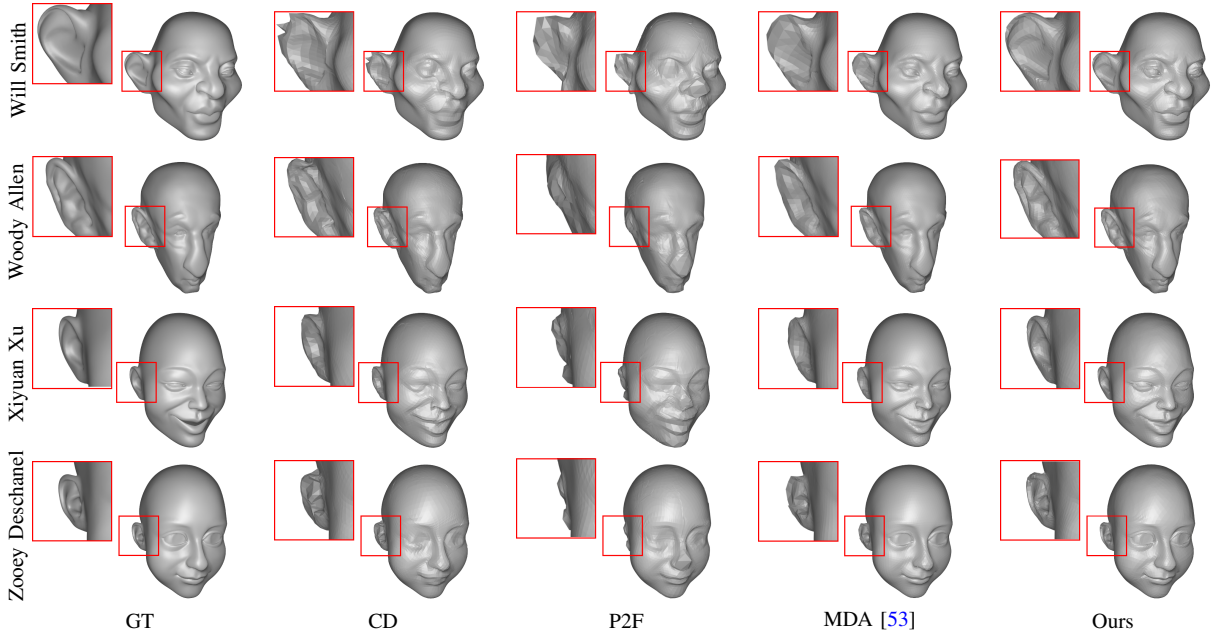 Will Smith
Woody Allen
Xiyuan Xu
Zooey Deschanel
GT CD P2F MDA [53] Ours